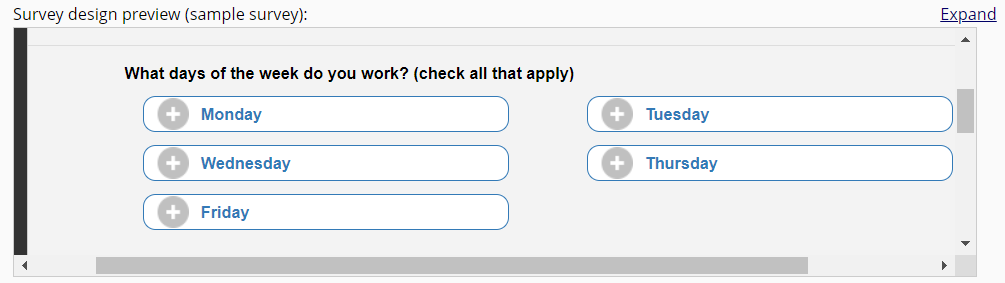 Survey design preview (sample survey): Expand
What days of the week do you work? (check all that apply)
Monday Tuesday
Wednesday Thursday
Friday